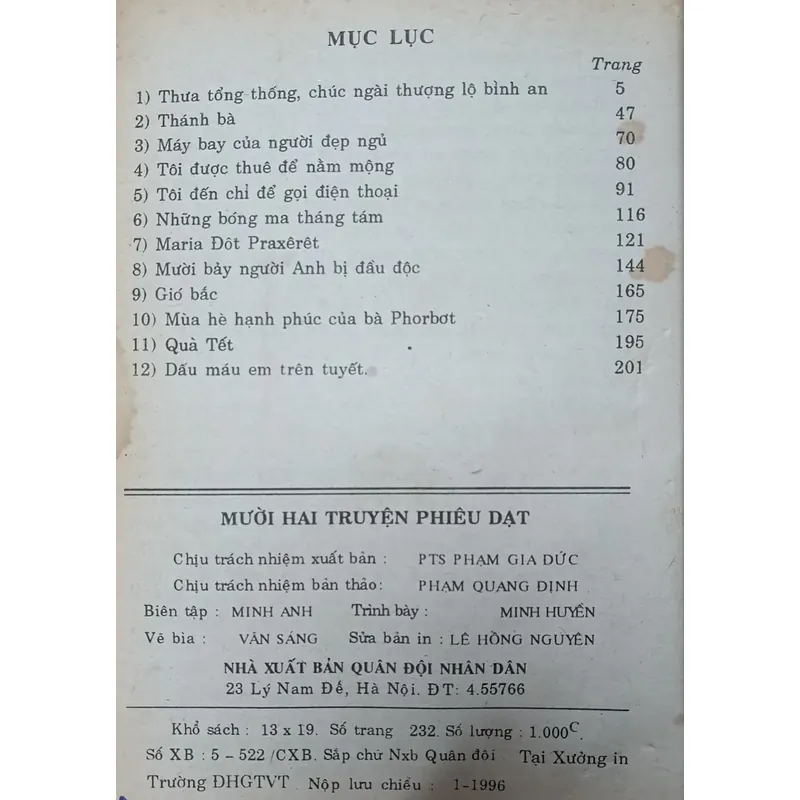 MỤC LỤC
Trang
1) Thưa tổng thống, chúc ngài thượng lộ bình an 5
2) Thánh bà 47
3) Máy bay của người đẹp ngủ 70
4) Tôi được thuê để nằm mộng 80
5) Tôi đến chỉ để gọi điện thoại 91
6) Những bóng ma tháng tám 116
7) Maria Đôt Praxêrêt 121
8) Mười bảy người Anh bị đầu độc 144
9) Gió bắc 165
10) Mùa hè hạnh phúc của bà Phorbơt 175
11) Quà Tết 195
12) Dấu máu em trên tuyết. 201
MƯỜI HAI TRUYỆN PHIÊU DẠT
Chịu trách nhiệm xuất bản : PTS PHẠM GIA ĐỨC
Chịu trách nhiệm bản thảo: PHẠM QUANG ĐỊNH
Biên tập : MINH ANH Trình bày : MINH HUYỀN
Vẽ bìa : VĂN SÁNG Sửa bản in : LÊ HỒNG NGUYÊN
NHÀ XUẤT BẢN QUÂN ĐỘI NHÂN DÂN
23 Lý Nam Đế, Hà Nội. ĐT: 4.55766
Khổ sách : 13 x 19. Số trang 232. Số lượng : 1.000C.
Số XB : 5 - 522 /CXB. Sắp chữ Nxb Quân đôi Tại Xưởng in
Trường ĐHGTVT Nộp lưu chiểu : 1-1996